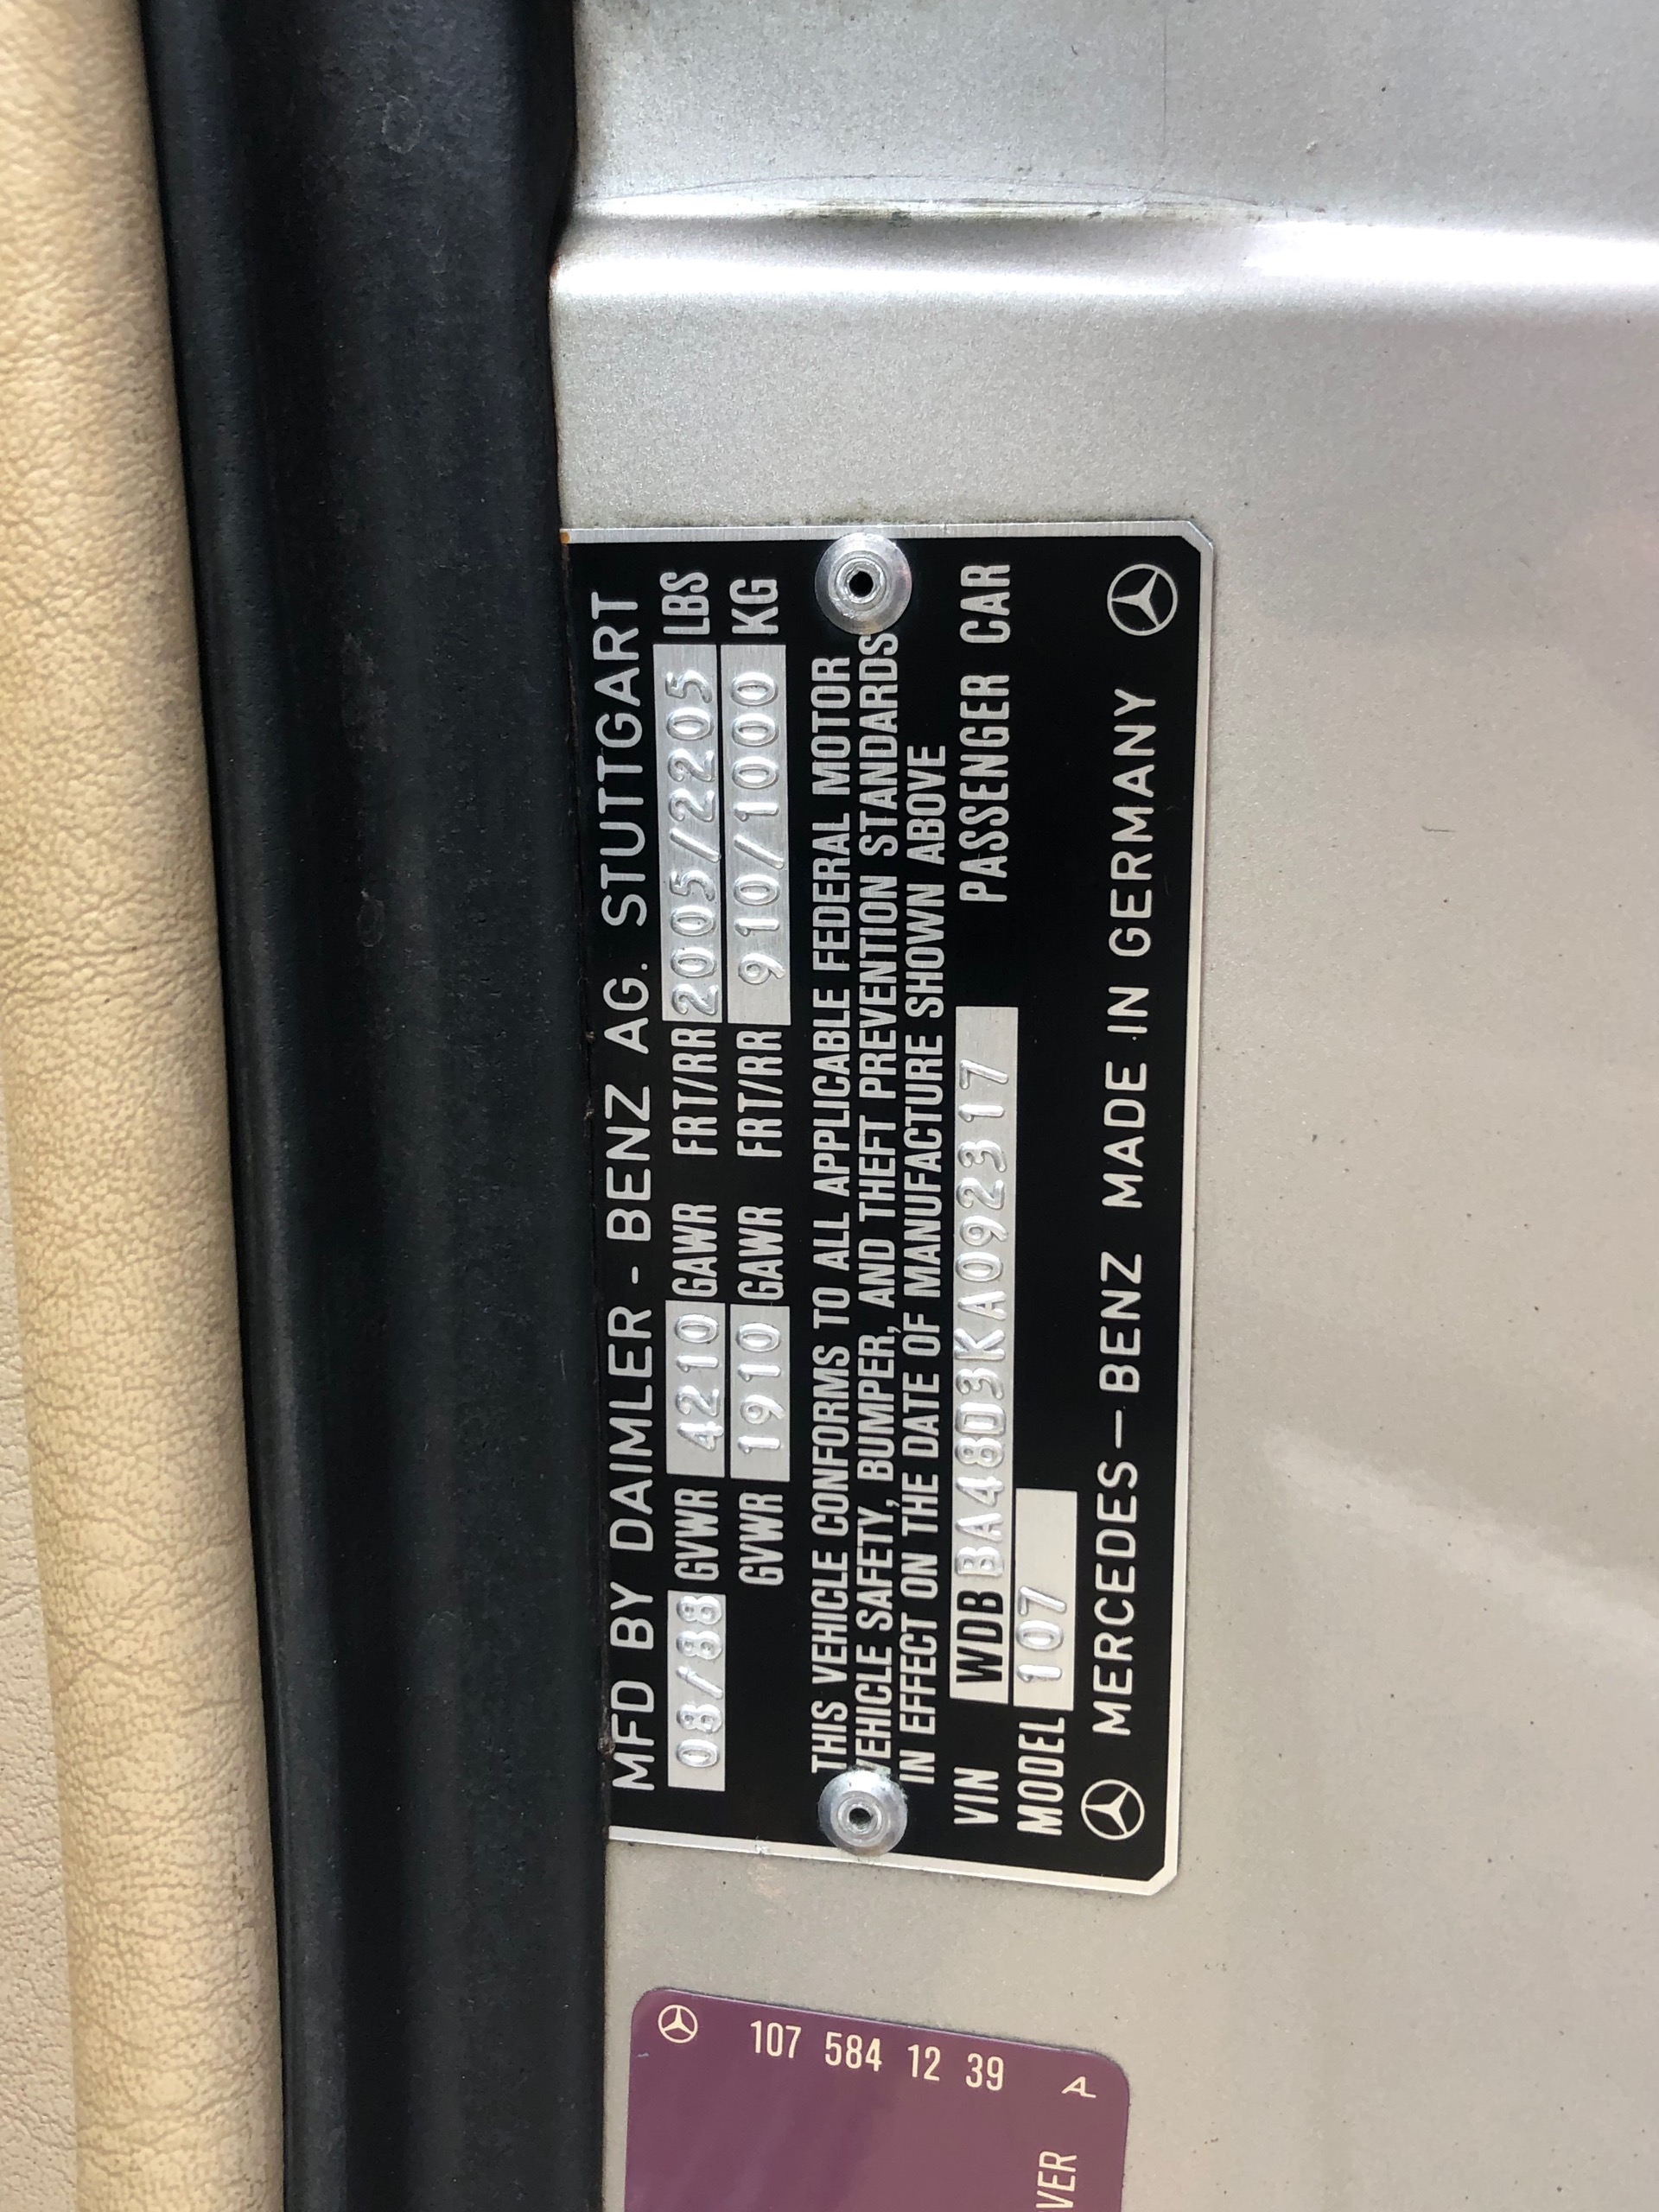 MFD BY DAIMLER - BENZ AG. STUTTGART
08/88 GVWR 4210 GAWR FRT/RR 2005/2205 LBS
GVWR 1910 GAWR FRT/RR 910/1000 KG
THIS VEHICLE CONFORMS TO ALL APPLICABLE FEDERAL MOTOR
VEHICLE SAFETY, BUMPER, AND THEFT PREVENTION STANDARDS
IN EFFECT ON THE DATE OF MANUFACTURE SHOWN ABOVE
VIN WDB BA48D3KA092317 PASSENGER CAR
MODEL 107
MERCEDES-BENZ MADE IN GERMANY
107 584 12 39
VER